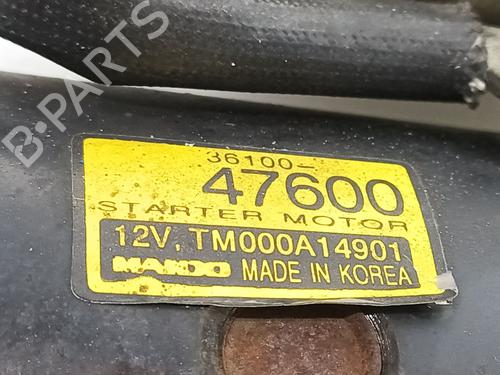 B-PARTS
36100-
47600
STARTER MOTOR
12V, TM000A14901
MANDO MADE IN KOREA